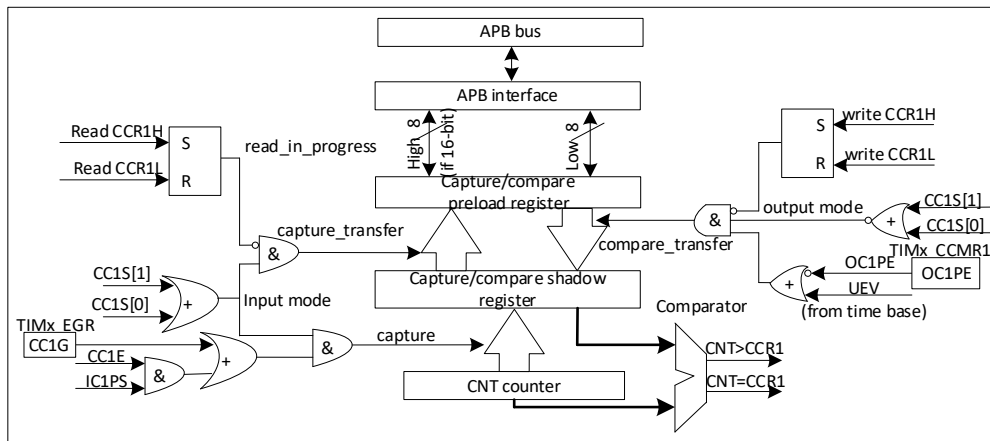 APB bus
APB interface
High 8
(if 16-bit)
Low 8
Read CCR1H
S
read_in_progress
Read CCR1L
R
Capture/compare
preload register
S
write CCR1H
R
write CCR1L
CC1S[1]
output mode
&
+
CC1S[0]
capture_transfer
&
compare_transfer
TIMx_CCMR1
Capture/compare shadow
register
OC1PE
OC1PE
+
UEV
(from time base)
CC1S[1]
CC1S[0]
+
Input mode
Comparator
TIMx_EGR
CC1G
+
&
capture
CC1E
&
IC1PS
CNT counter
CNT>CCR1
CNT=CCR1